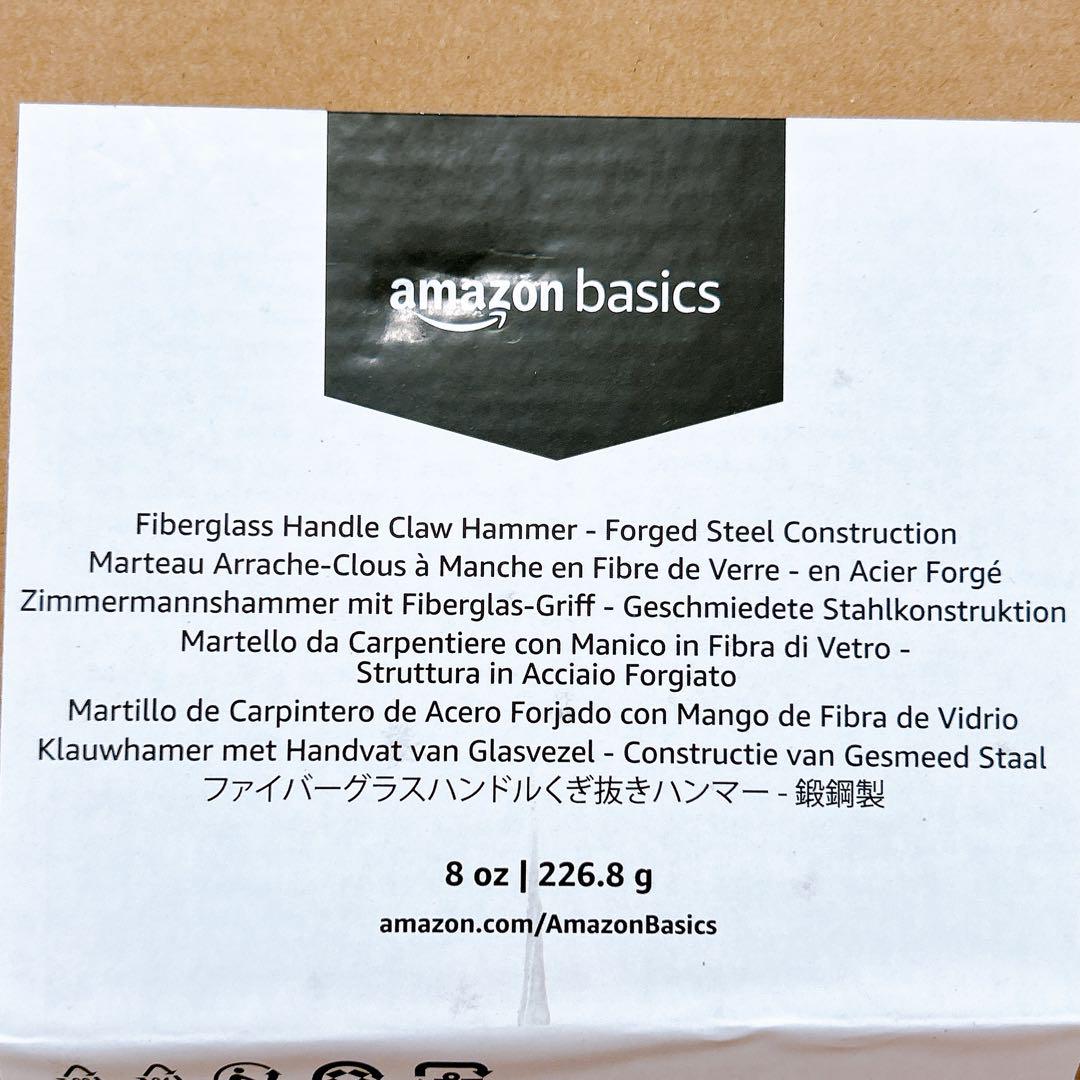 amazon basics
Fiberglass Handle Claw Hammer - Forged Steel Construction
Marteau Arrache-Clous à Manche en Fibre de Verre - en Acier Forgé
Zimmermannshammer mit Fiberglas-Griff - Geschmiedete Stahlkonstruktion
Martello da Carpentiere con Manico in Fibra di Vetro -
Struttura in Acciaio Forgiato
Martillo de Carpintero de Acero Forjado con Mango de Fibra de Vidrio
Klauwhamer met Handvat van Glasvezel - Constructie van Gesmeed Staal
ファイバーグラスハンドルくぎ抜きハンマー - 鍛鋼製
8 oz | 226.8 g
amazon.com/AmazonBasics